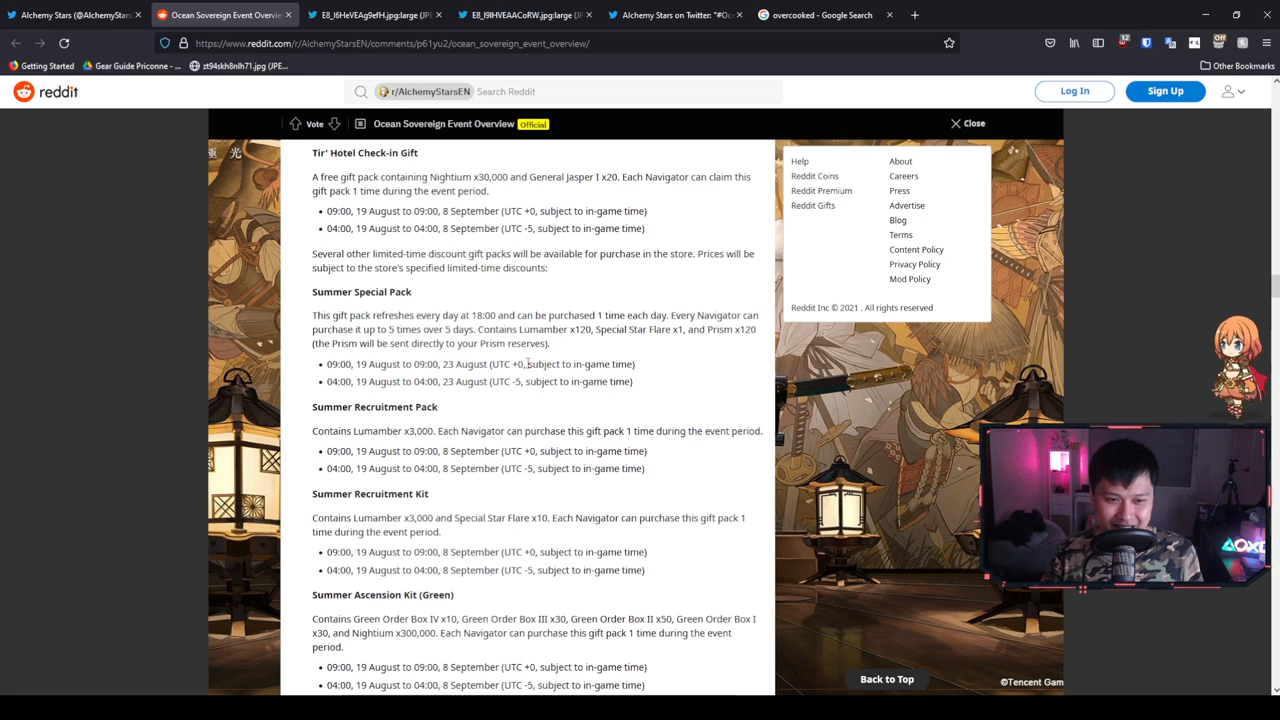 Alchemy Stars (@AlchemyStars
Ocean Sovereign Event Overvie
E8_I6HeVEAg9efH.jpg:large (JPE
E8_I9IHVEAACoRW.jpg:large (JPE
Alchemy Stars on Twitter: "#Oc
overcooked - Google Search
https://www.reddit.com/r/AlchemyStarsEN/comments/p61yu2/ocean_sovereign_event_overview/
12
Off
Getting Started
Gear Guide Priconne - ...
zt94skh8nlh71.jpg (JPE...
Other Bookmarks
reddit
r/AlchemyStarsEN
Search Reddit
Log In
Sign Up
Vote
Ocean Sovereign Event Overview
Official
Close
極 光
Tir' Hotel Check-in Gift
A free gift pack containing Nightium x30,000 and General Jasper I x20. Each Navigator can claim this
gift pack 1 time during the event period.
• 09:00, 19 August to 09:00, 8 September (UTC +0, subject to in-game time)
• 04:00, 19 August to 04:00, 8 September (UTC -5, subject to in-game time)
Several other limited-time discount gift packs will be available for purchase in the store. Prices will be
subject to the store's specified limited-time discounts:
Summer Special Pack
This gift pack refreshes every day at 18:00 and can be purchased 1 time each day. Every Navigator can
purchase it up to 5 times over 5 days. Contains Lumamber x120, Special Star Flare x1, and Prism x120
(the Prism will be sent directly to your Prism reserves).
• 09:00, 19 August to 09:00, 23 August (UTC +0, subject to in-game time)
• 04:00, 19 August to 04:00, 23 August (UTC -5, subject to in-game time)
Summer Recruitment Pack
Contains Lumamber x3,000. Each Navigator can purchase this gift pack 1 time during the event period.
• 09:00, 19 August to 09:00, 8 September (UTC +0, subject to in-game time)
• 04:00, 19 August to 04:00, 8 September (UTC -5, subject to in-game time)
Summer Recruitment Kit
Contains Lumamber x3,000 and Special Star Flare x10. Each Navigator can purchase this gift pack 1
time during the event period.
• 09:00, 19 August to 09:00, 8 September (UTC +0, subject to in-game time)
• 04:00, 19 August to 04:00, 8 September (UTC -5, subject to in-game time)
Summer Ascension Kit (Green)
Contains Green Order Box IV x10, Green Order Box III x30, Green Order Box II x50, Green Order Box I
x30, and Nightium x300,000. Each Navigator can purchase this gift pack 1 time during the event
period.
• 09:00, 19 August to 09:00, 8 September (UTC +0, subject to in-game time)
• 04:00, 19 August to 04:00, 8 September (UTC -5, subject to in-game time)
Help
About
Reddit Coins
Careers
Reddit Premium
Press
Reddit Gifts
Advertise
Blog
Terms
Content Policy
Privacy Policy
Mod Policy
Reddit Inc © 2021 . All rights reserved
Back to Top
©Tencent Gam